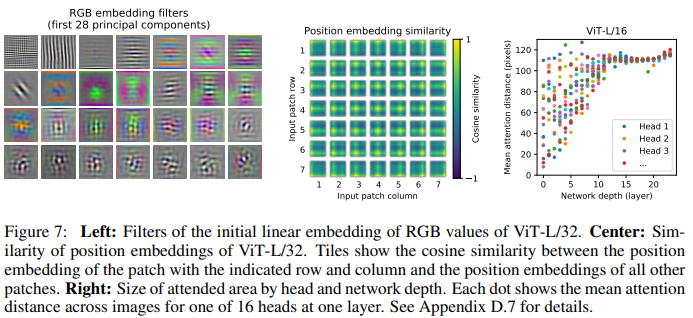 RGB embedding filters
(first 28 principal components)
Position embedding similarity
1
2
3
4
5
6
7
Input patch row
1 2 3 4 5 6 7
Input patch column
1
−1
Cosine similarity
ViT-L/16
120
100
80
60
40
20
0
Mean attention distance (pixels)
Head 1
Head 2
Head 3
...
0 5 10 15 20
Network depth (layer)
Figure 7: Left: Filters of the initial linear embedding of RGB values of ViT-L/32. Center: Sim-
ilarity of position embeddings of ViT-L/32. Tiles show the cosine similarity between the position
embedding of the patch with the indicated row and column and the position embeddings of all other
patches. Right: Size of attended area by head and network depth. Each dot shows the mean attention
distance across images for one of 16 heads at one layer. See Appendix D.7 for details.